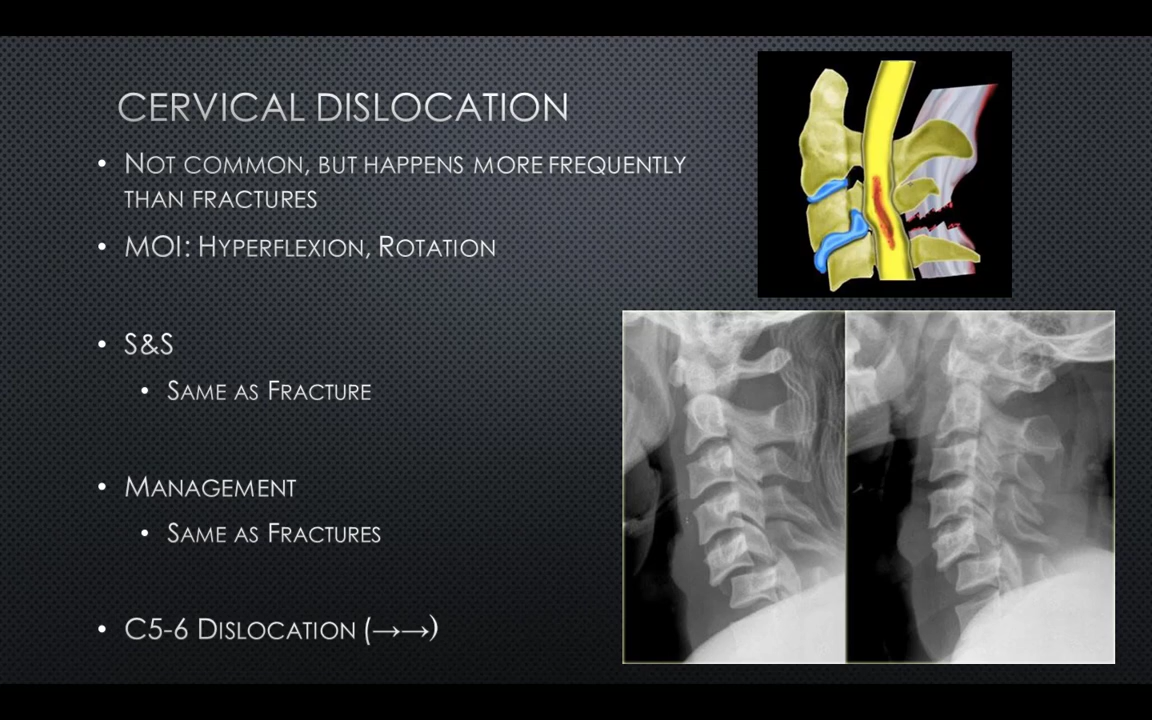 CERVICAL DISLOCATION
• NOT COMMON, BUT HAPPENS MORE FREQUENTLY
THAN FRACTURES
• MOI: HYPERFLEXION, ROTATION
• S&S
• SAME AS FRACTURE
• MANAGEMENT
• SAME AS FRACTURES
• C5-6 DISLOCATION (→→)